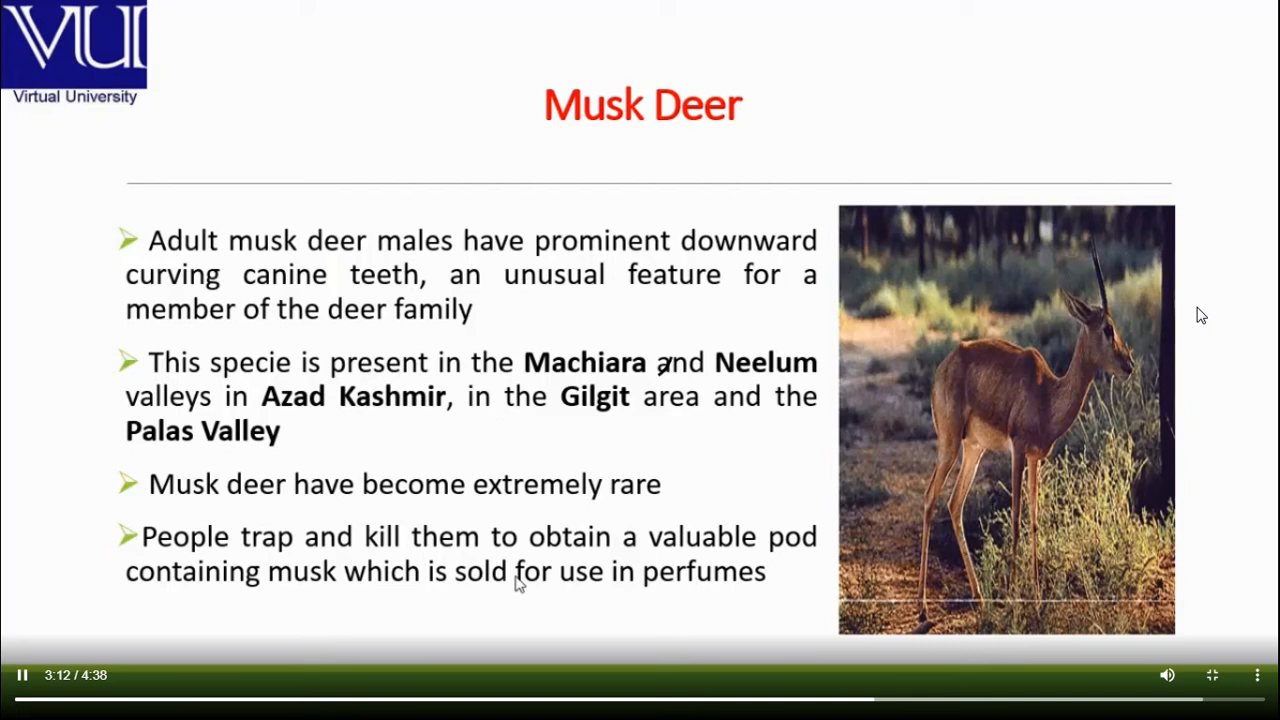 VU
Virtual University
Musk Deer
Adult musk deer males have prominent downward
curving canine teeth, an unusual feature for a
member of the deer family
This specie is present in the Machiara and Neelum
valleys in Azad Kashmir, in the Gilgit area and the
Palas Valley
Musk deer have become extremely rare
People trap and kill them to obtain a valuable pod
containing musk which is sold for use in perfumes
3:12 / 4:38